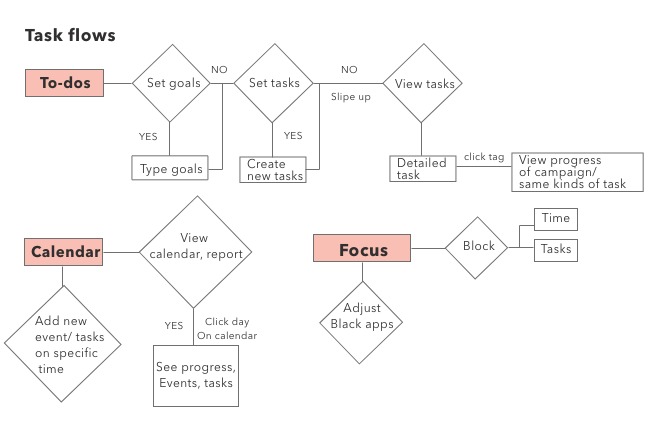 Task flows
To-dos
Set goals
NO
Set tasks
NO
Slipe up
View tasks
YES
YES
Type goals
Create
new tasks
Detailed
task
click tag
View progress
of campaign/
same kinds of task
Calendar
View
calendar, report
Add new
event/ tasks
on specific
time
YES
Click day
On calendar
See progress,
Events, tasks
Focus
Block
Time
Tasks
Adjust
Black apps